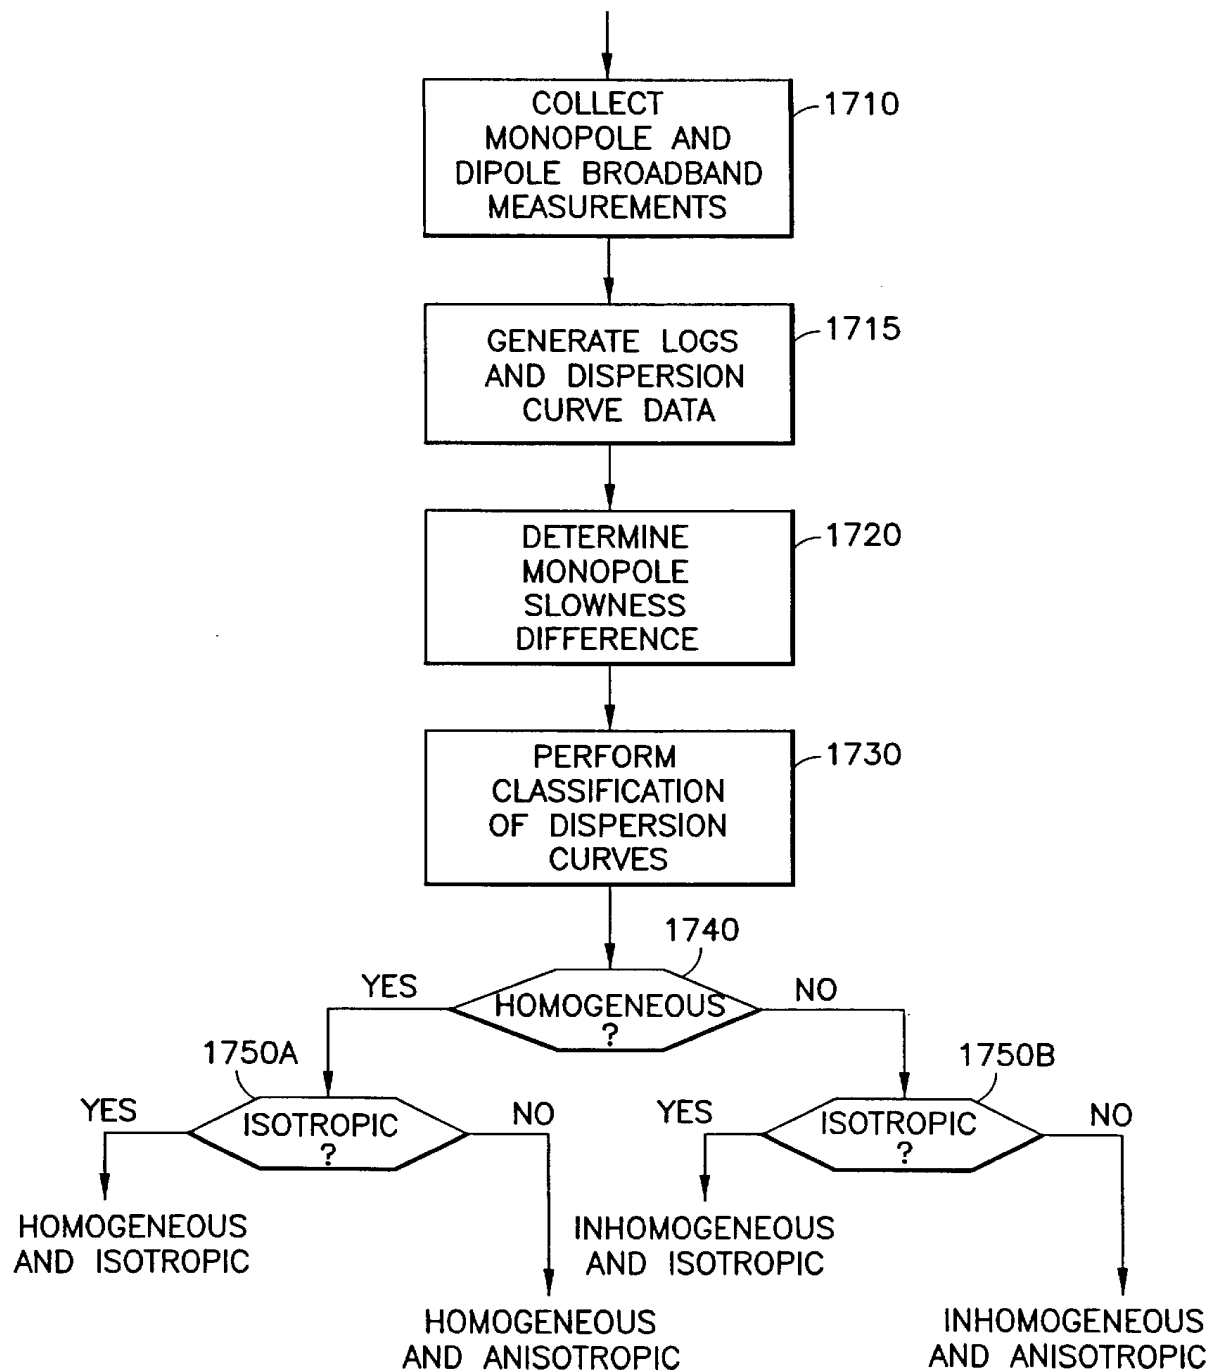 COLLECT
MONOPOLE AND
DIPOLE BROADBAND
MEASUREMENTS
1710
GENERATE LOGS
AND DISPERSION
CURVE DATA
1715
DETERMINE
MONOPOLE
SLOWNESS
DIFFERENCE
1720
PERFORM
CLASSIFICATION
OF DISPERSION
CURVES
1730
1740
YES
HOMOGENEOUS
?
NO
1750A
YES
ISOTROPIC
?
NO
1750B
YES
ISOTROPIC
?
NO
HOMOGENEOUS
AND ISOTROPIC
HOMOGENEOUS
AND ANISOTROPIC
INHOMOGENEOUS
AND ISOTROPIC
INHOMOGENEOUS
AND ANISOTROPIC